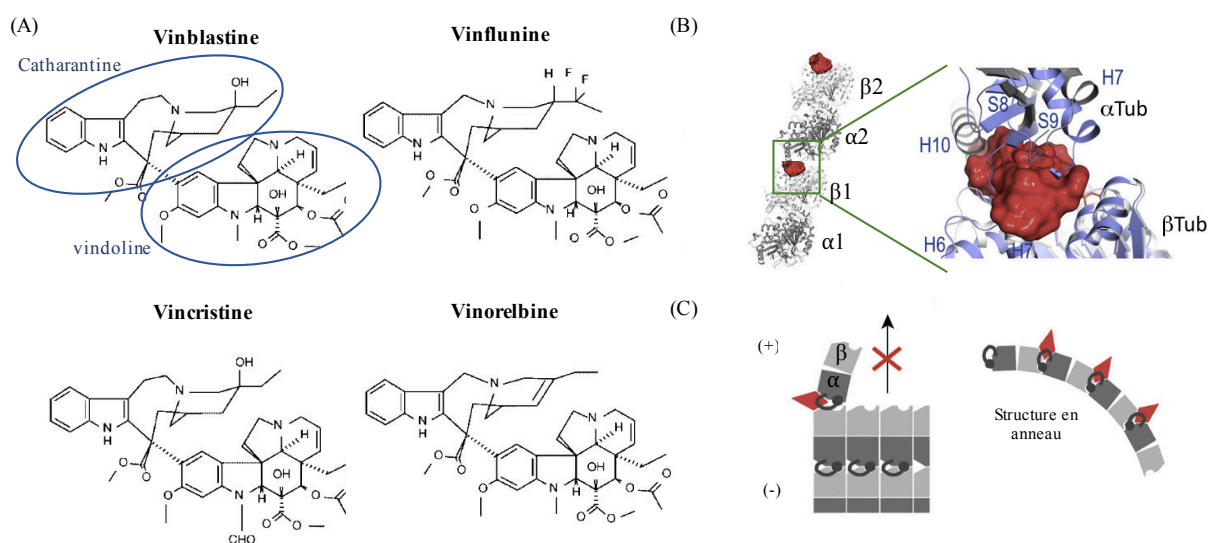 (A)
Vinblastine
Vinflunine
(B)
Catharantine
vindoline
OH
N
N
H
O
O
O
N
N
H
OH
H
O
O
O
O
H F F
N
N
H
O
O
O
N
N
H
OH
H
O
O
O
O
β2
α2
β1
α1
H7
αTub
S8
S9
H10
βTub
H6
H7
Vincristine
Vinorelbine
(C)
OH
N
N
H
O
O
O
N
N
H
OH
H
O
O
O
O
CHO
N
N
H
O
O
O
N
N
H
OH
H
O
O
O
O
(+)
β
α
(-)
Structure en
anneau